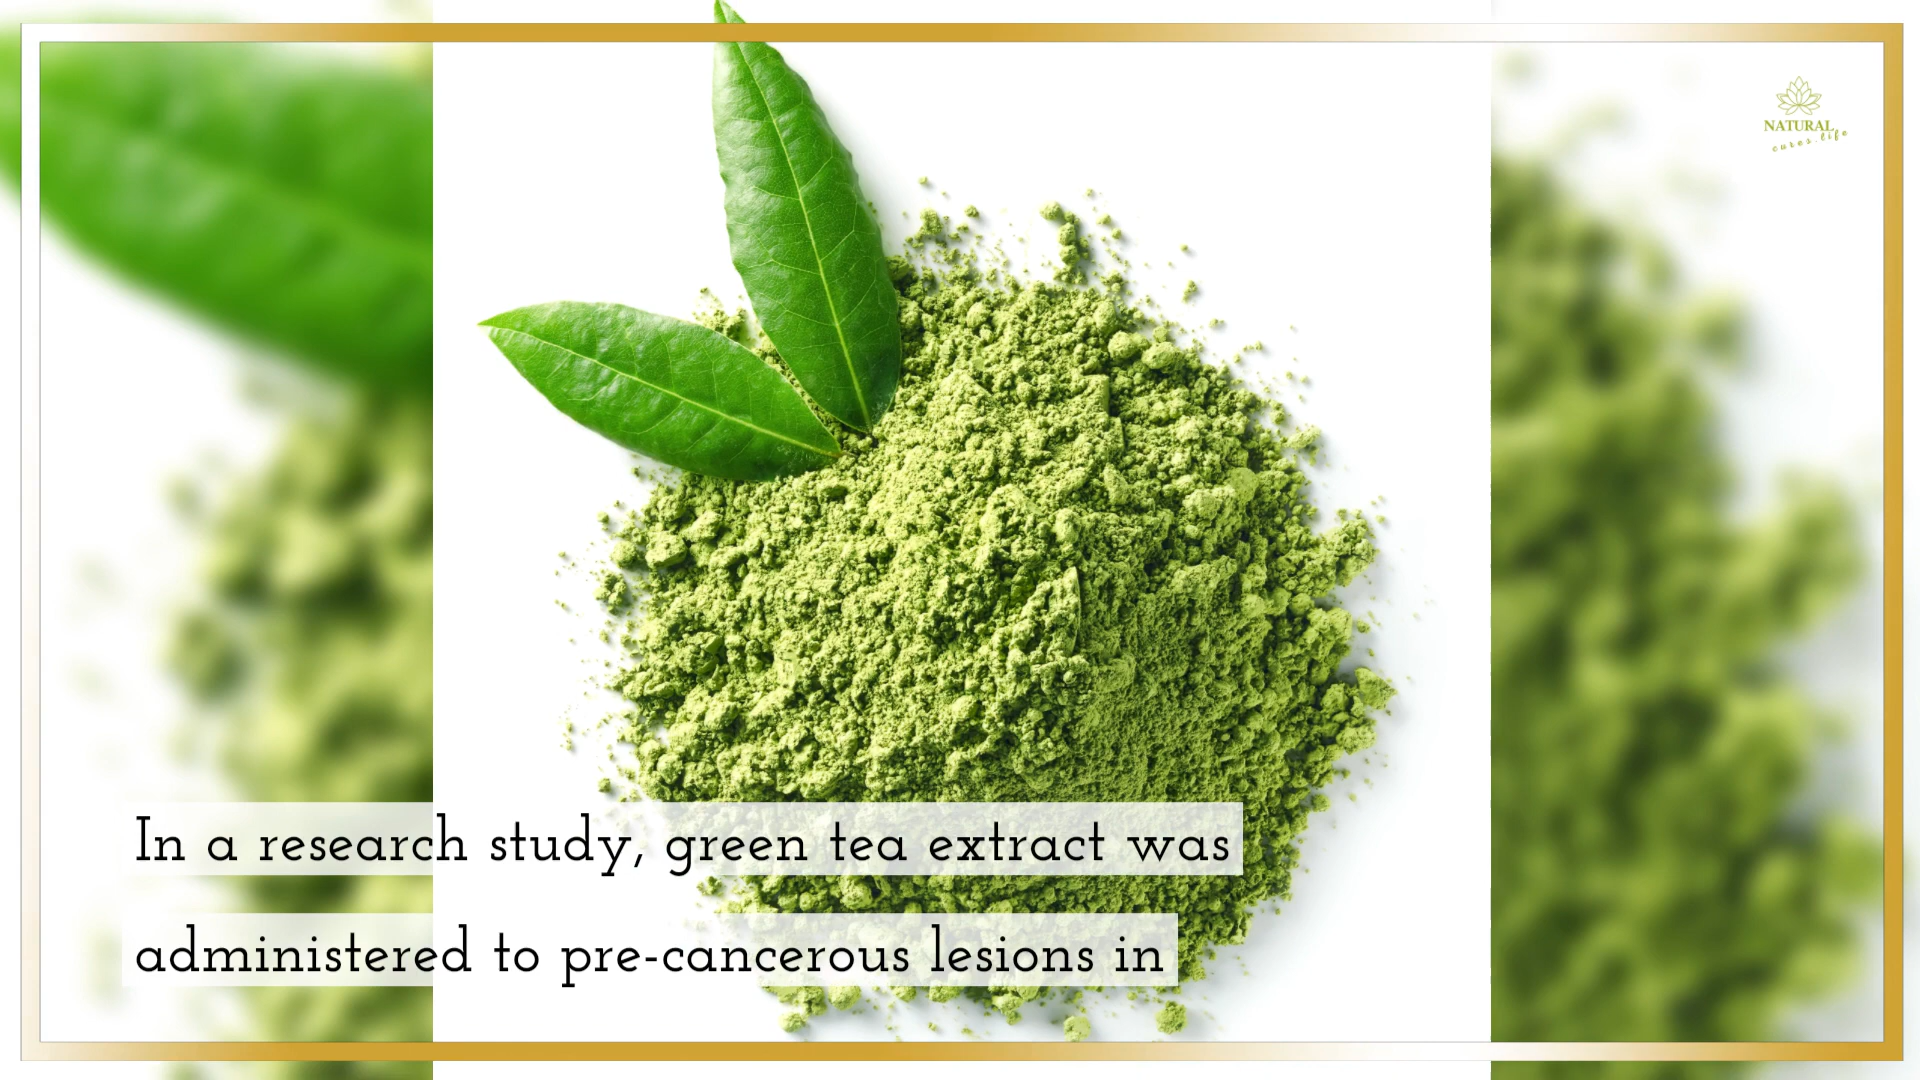 NATURAL
cures.life
In a research study, green tea extract was
administered to pre-cancerous lesions in